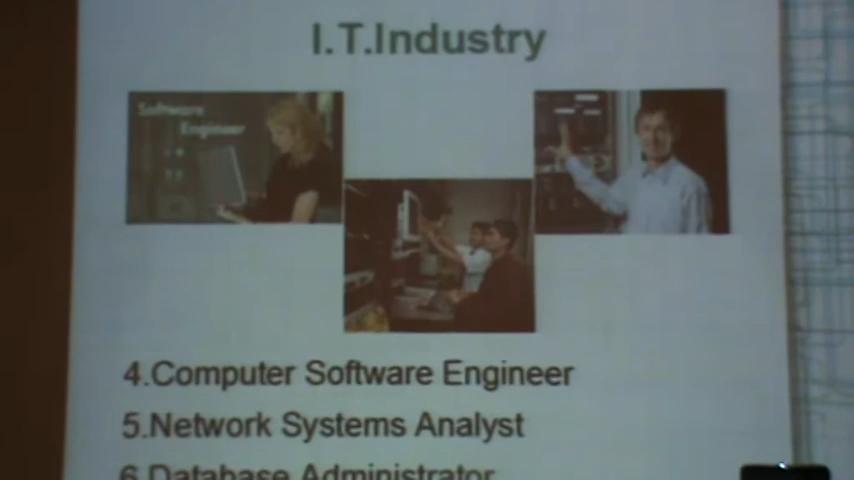 I.T.Industry
Software
Engineer
4.Computer Software Engineer
5.Network Systems Analyst
6.Database Administrator